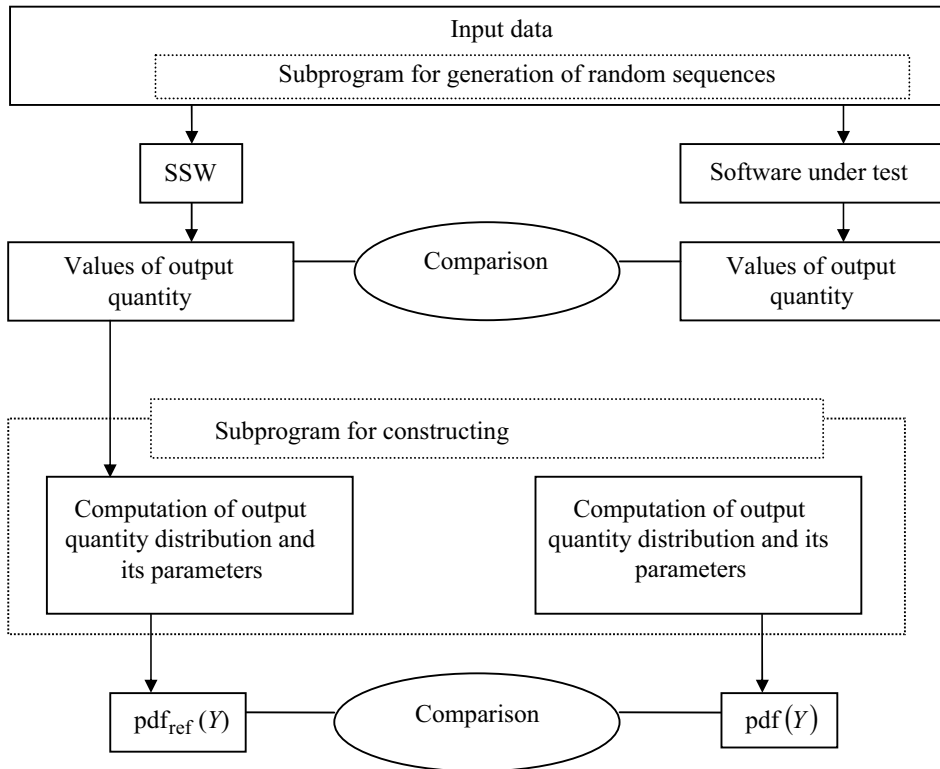 Input data
Subprogram for generation of random sequences
SSW
Software under test
Values of output
quantity
Comparison
Values of output
quantity
Subprogram for constructing
Computation of output
quantity distribution and
its parameters
Computation of output
quantity distribution and its
parameters
pdf_ref (Y)
Comparison
pdf (Y)